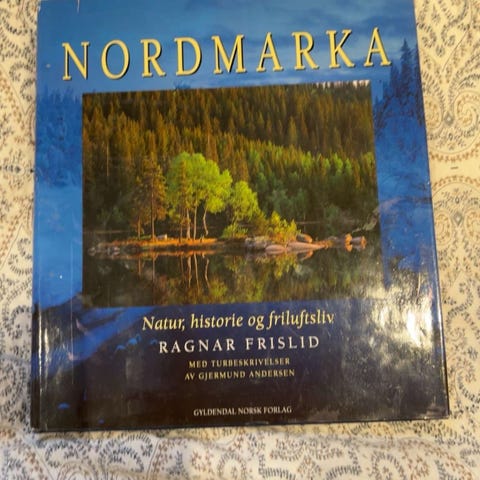 NORDMARKA
Natur, historie og friluftsliv
RAGNAR FRISLID
MED TURBESKRIVELSER
AV GJERMUND ANDERSEN
GYLDENDAL NORSK FORLAG